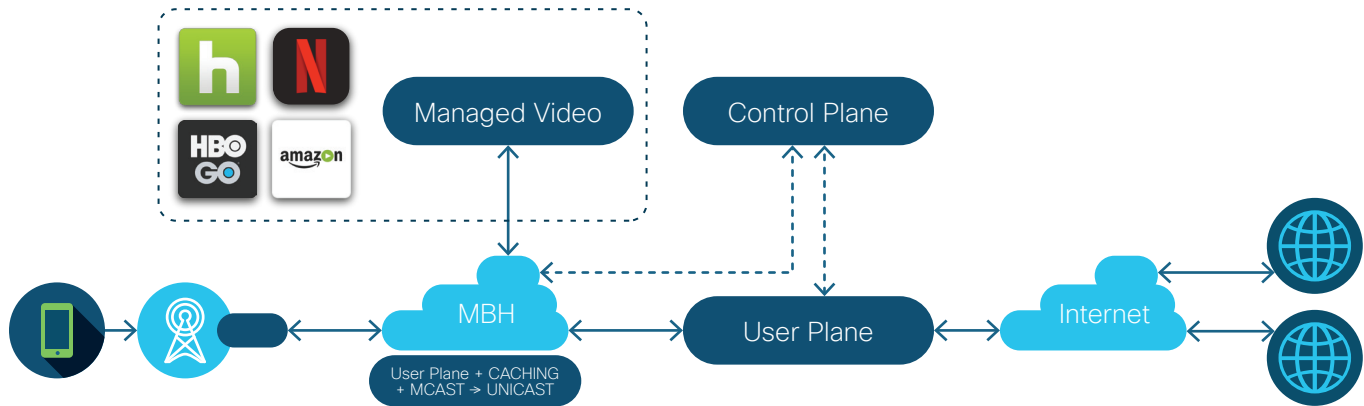 h
N
HBO
GO
amazon
Managed Video
Control Plane
MBH
User Plane
Internet
User Plane + CACHING
+ MCAST → UNICAST